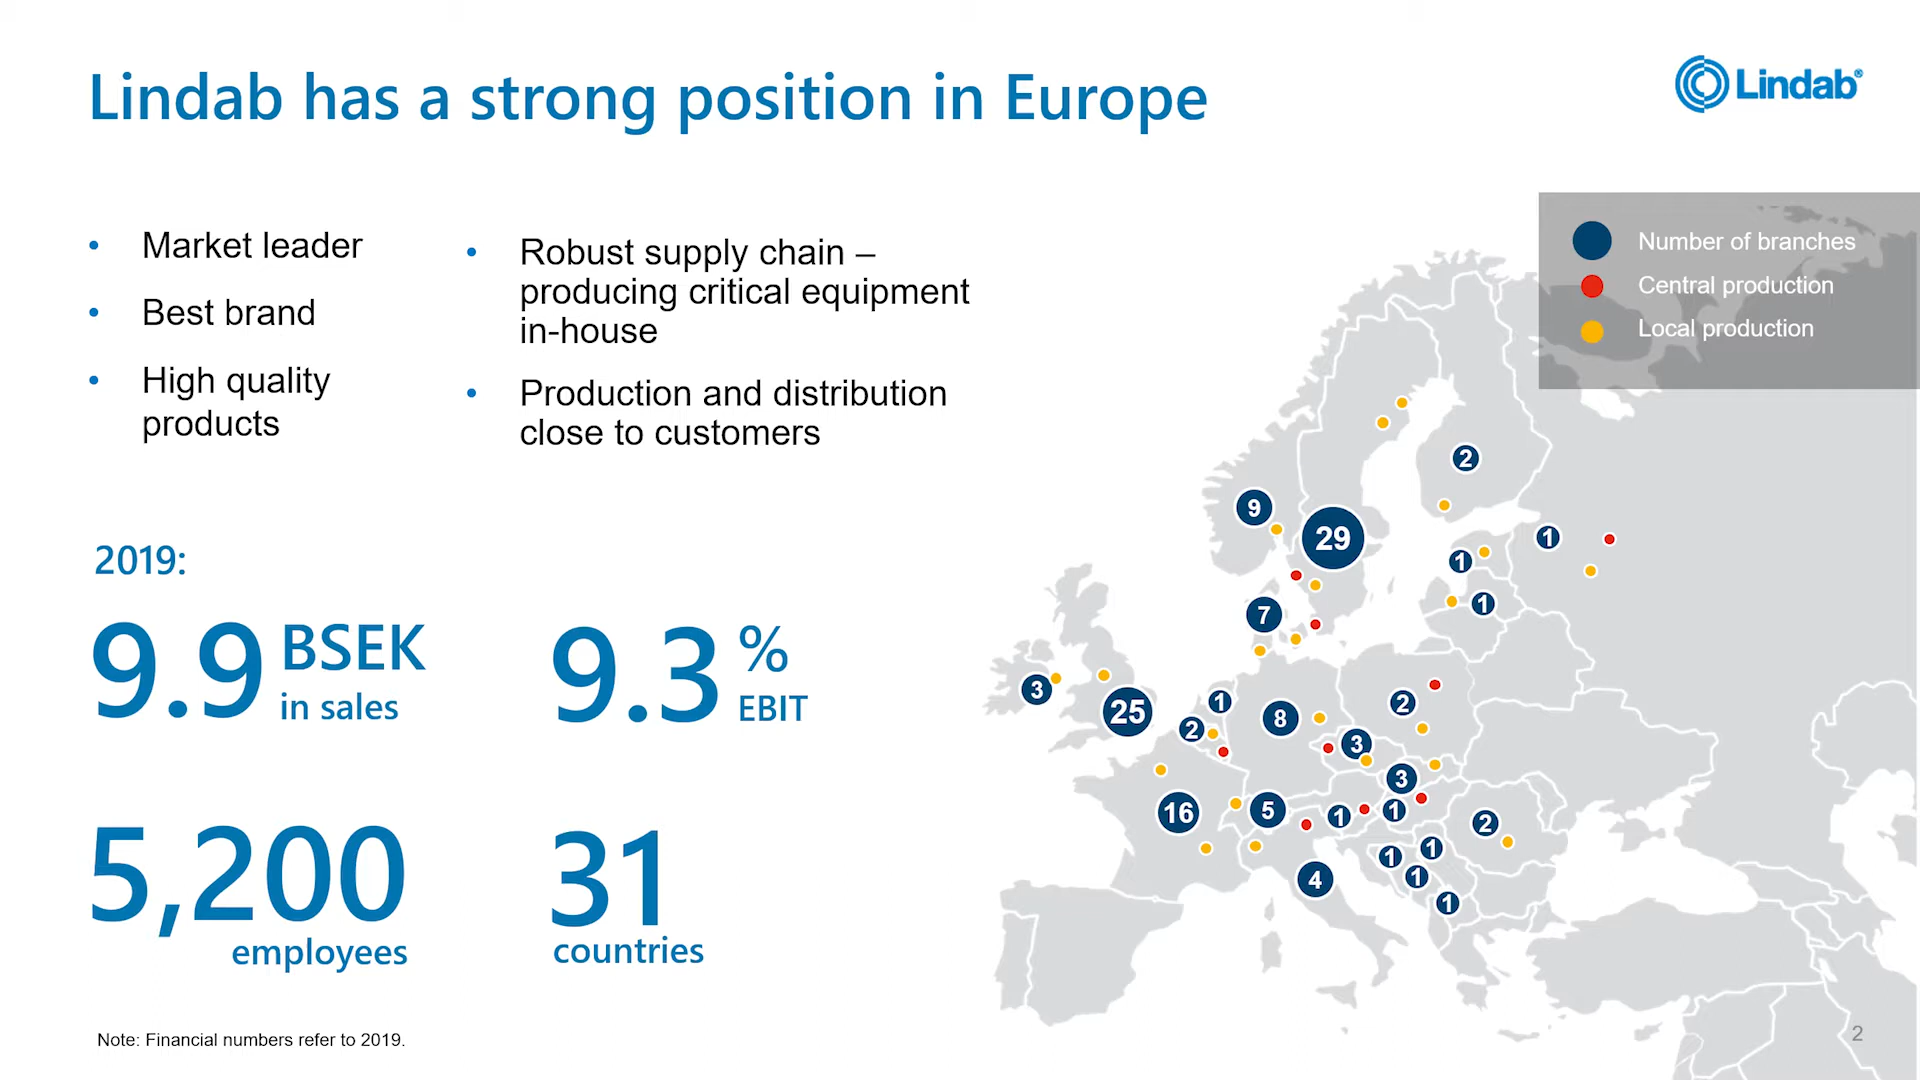 Lindab has a strong position in Europe
Lindab®
• Market leader
• Best brand
• High quality
products
• Robust supply chain –
producing critical equipment
in-house
• Production and distribution
close to customers
Number of branches
Central production
Local production
2019:
9.9 BSEK
in sales
9.3 %
EBIT
5,200
employees
31
countries
2
9
29
1
1
1
7
3
25
1
2
8
2
3
3
16
5
1
1
2
1
1
1
4
1
Note: Financial numbers refer to 2019.
2